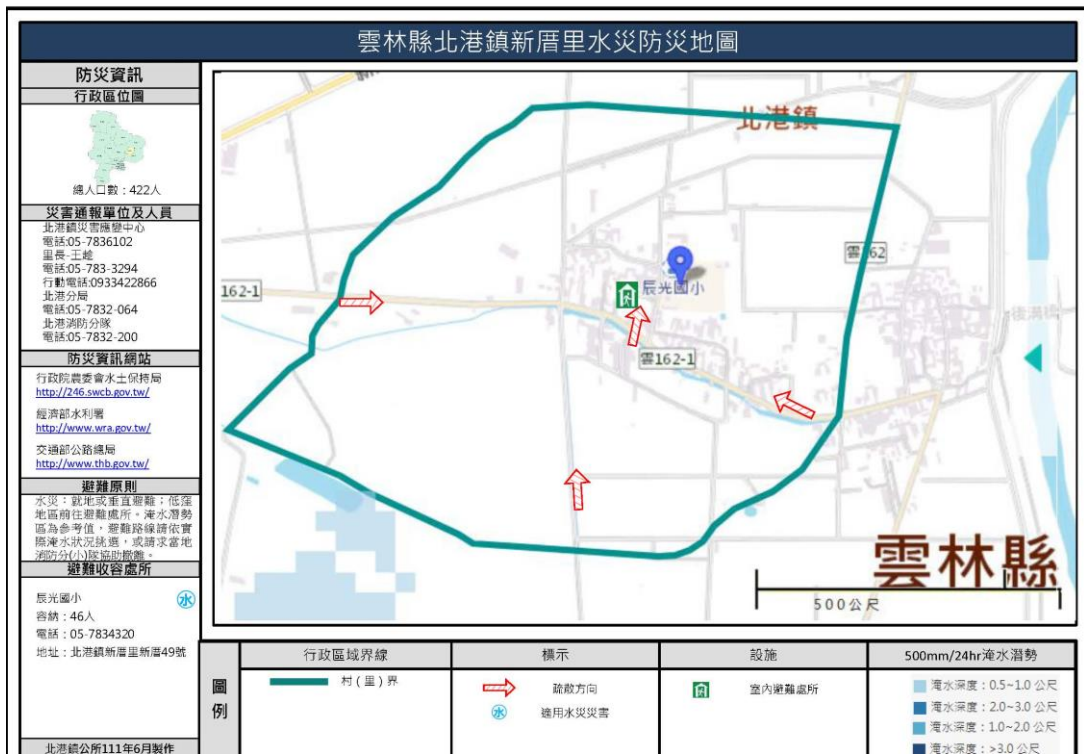 雲林縣北港鎮新厝里水災防災地圖
防災資訊
行政區位圖
總人口數：422人
災害通報單位及人員
北港鎮災害應變中心
電話:05-7836102
電話:05-783-3294
行動電話:0933422866
北港分局
電話:05-7832-064
北港消防分隊
電話:05-7832-200
防災資訊網站
行政院農委會水土保持局
http://246.swcb.gov.tw/
經濟部水利署
http://www.wra.gov.tw/
交通部公路總局
http://www.thb.gov.tw/
避難原則
水災：就地或垂直避難；低窪
地區前往避難處所。淹水潛勢
區為參考值，避難路線請依實
際淹水狀況挑選，或請求當地
消防分(小)隊協助撤離。
避難收容處所
辰光國小
水
容納：46人
電話：05-7834320
地址：北港鎮新厝里新厝49號
北港鎮公所111年6月製作
北港鎮
雲162
辰光國小
162-1
雲162-1
後溝橋
雲林縣
500公尺
圖例
行政區域界線
村(里)界
標示
疏散方向
水
適用水災災害
設施
室內避難處所
500mm/24hr淹水潛勢
淹水深度：0.5~1.0 公尺
淹水深度：2.0~3.0 公尺
淹水深度：1.0~2.0 公尺
淹水深度：>3.0 公尺